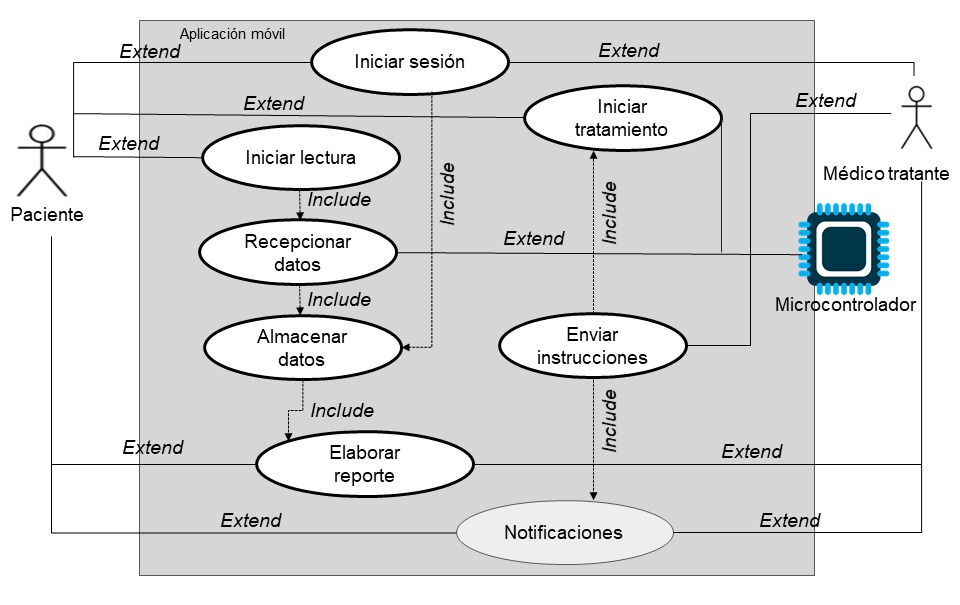 Aplicación móvil
Extend
Iniciar sesión
Extend
Extend
Iniciar
tratamiento
Extend
Extend
Iniciar lectura
Include
Include
Include
Paciente
Médico tratante
Recepcionar
datos
Extend
Include
Microcontrolador
Almacenar
datos
Enviar
instrucciones
Include
Include
Extend
Elaborar
reporte
Extend
Extend
Notificaciones
Extend